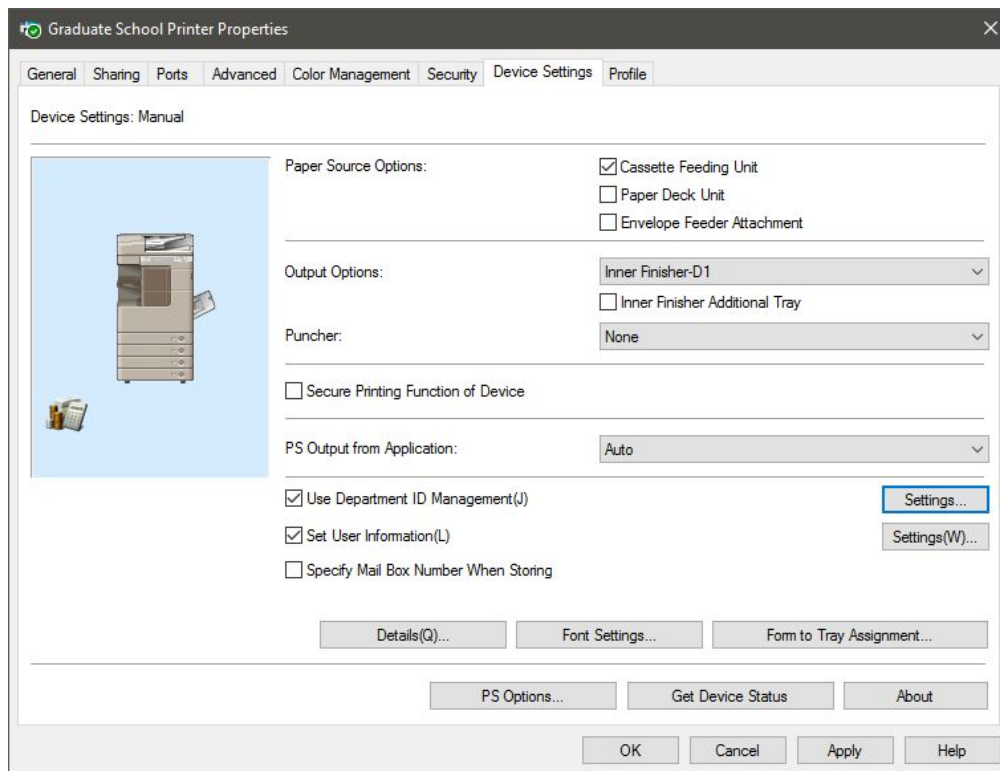 Graduate School Printer Properties
General Sharing Ports Advanced Color Management Security Device Settings Profile
Device Settings: Manual
Paper Source Options:
Cassette Feeding Unit
Paper Deck Unit
Envelope Feeder Attachment
Output Options:
Inner Finisher-D1
Inner Finisher Additional Tray
Puncher:
None
Secure Printing Function of Device
PS Output from Application:
Auto
Use Department ID Management(J)
Settings...
Set User Information(L)
Settings(W)...
Specify Mail Box Number When Storing
Details(Q)... Font Settings... Form to Tray Assignment...
PS Options... Get Device Status About
OK Cancel Apply Help